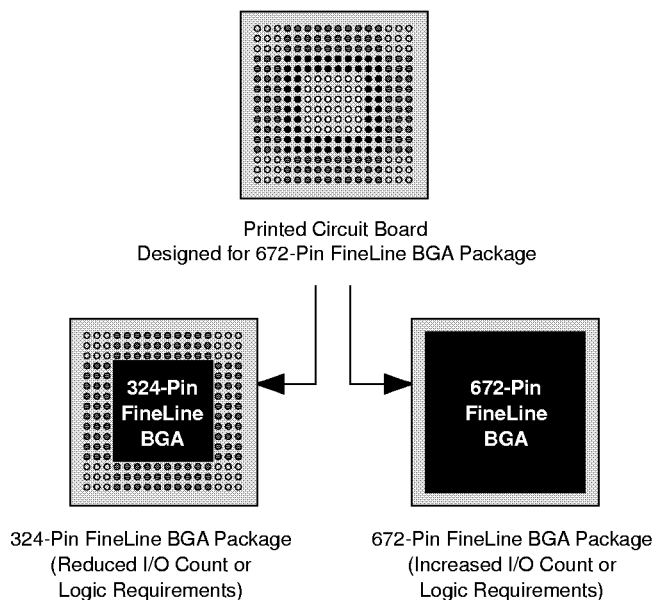 Printed Circuit Board
Designed for 672-Pin FineLine BGA Package
324-Pin
FineLine
BGA
672-Pin
FineLine
BGA
324-Pin FineLine BGA Package
(Reduced I/O Count or
Logic Requirements)
672-Pin FineLine BGA Package
(Increased I/O Count or
Logic Requirements)